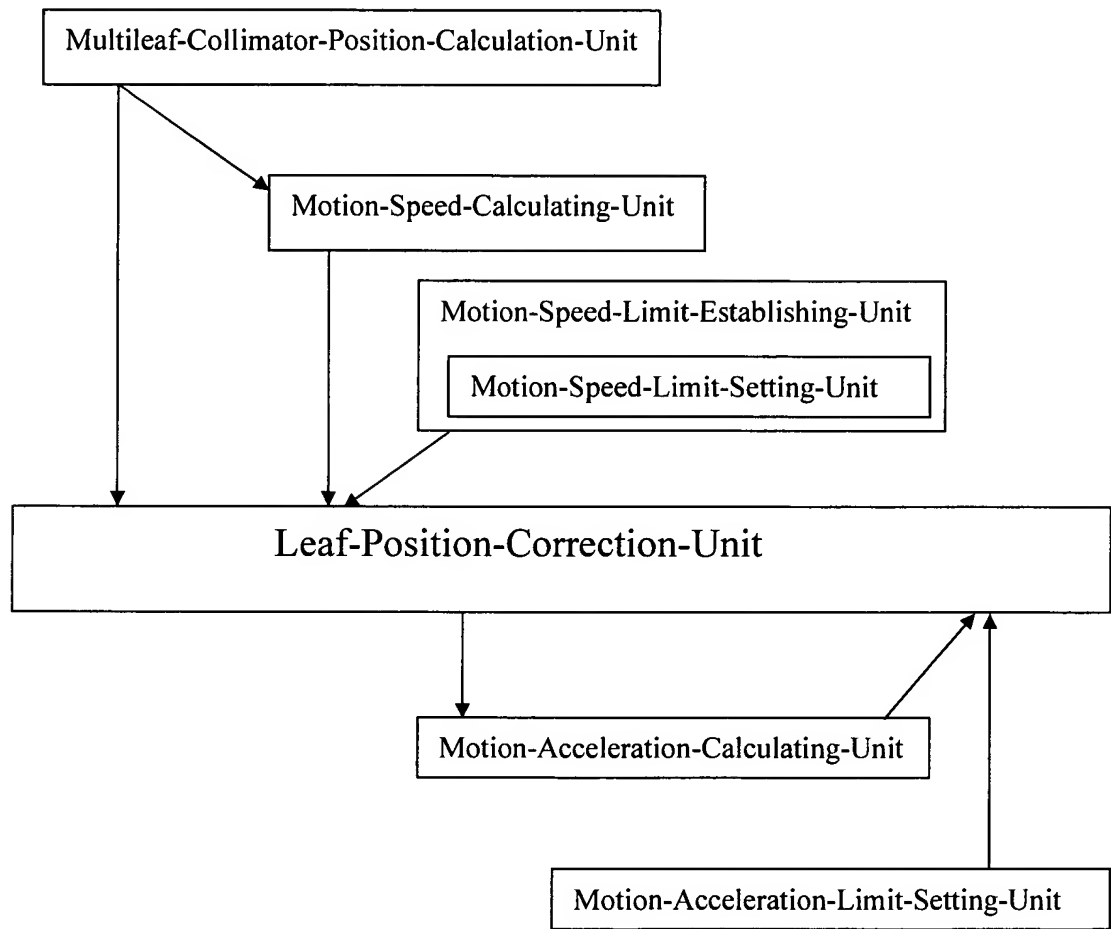 Multileaf-Collimator-Position-Calculation-Unit
Motion-Speed-Calculating-Unit
Motion-Speed-Limit-Establishing-Unit
Motion-Speed-Limit-Setting-Unit
Leaf-Position-Correction-Unit
Motion-Acceleration-Calculating-Unit
Motion-Acceleration-Limit-Setting-Unit